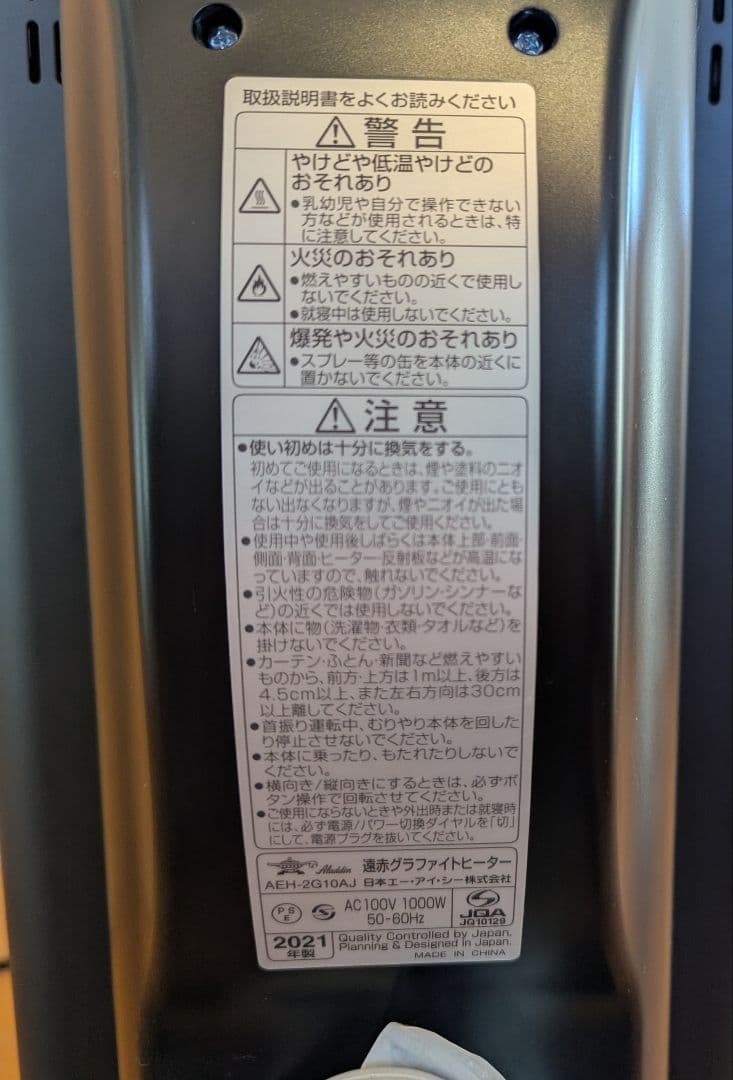 取扱説明書をよくお読みください
警告
やけどや低温やけどの
おそれあり
●乳幼児や自分で操作できない
方などが使用されるときは、特
に注意してください。
火災のおそれあり
●燃えやすいものの近くで使用し
ないでください。
●就寝中は使用しないでください。
爆発や火災のおそれあり
●スプレー等の缶を本体の近くに
置かないでください。
注意
●使い初めは十分に換気をする。
初めてご使用になるときは、煙や塗料のニオ
イなどが出ることがあります。ご使用にとも
ない出なくなりますが、煙やニオイが出た場
合は十分に換気をしてご使用ください。
●使用中や使用後しばらくは本体上部・前面・
側面・背面・ヒーター・反射板などが高温にな
っていますので、触れないでください。
●引火性の危険物(ガソリン・シンナーな
ど)の近くでは使用しないでください。
●本体に物(洗濯物・衣類・タオルなど)を
掛けないでください。
●カーテン・ふとん・新聞など燃えやすい
ものから、前方・上方は1m以上、後方は
4.5cm以上、また左右方向は30cm
以上離してください。
●首振り運転中、むりやり本体を回した
り停止させないでください。
●本体に乗ったり、もたれたりしないで
ください。
●横向き/縦向きにするときは、必ずボ
タン操作で回転させてください。
●ご使用にならないときや外出時または就寝時
には、必ず電源/パワー切換ダイヤルを「切」
にして、電源プラグを抜いてください。
Aladdin 遠赤グラファイトヒーター
AEH-2G10AJ 日本エー・アイ・シー株式会社
PSE AC100V 1000W
50-60Hz
JQA
JQ10129
2021
年製
Quality Controlled by Japan.
Planning & Designed in Japan.
MADE IN CHINA